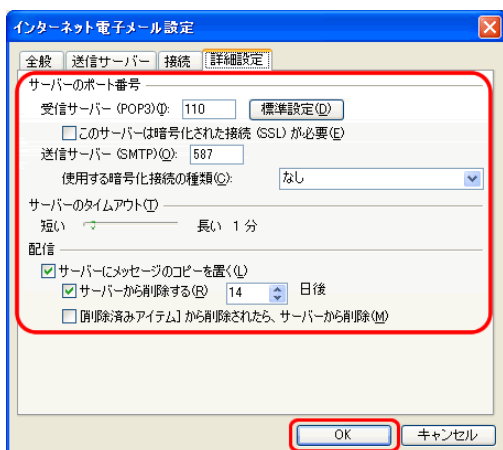 インターネット電子メール設定
全般 送信サーバー 接続 詳細設定
サーバーのポート番号
受信サーバー (POP3)(I): 110 標準設定(D)
このサーバーは暗号化された接続 (SSL) が必要(E)
送信サーバー (SMTP)(O): 587
使用する暗号化接続の種類(C): なし
サーバーのタイムアウト(T)
短い 長い 1 分
配信
サーバーにメッセージのコピーを置く(L)
サーバーから削除する(R) 14 日後
[削除済みアイテム] から削除されたら、サーバーから削除(M)
OK キャンセル